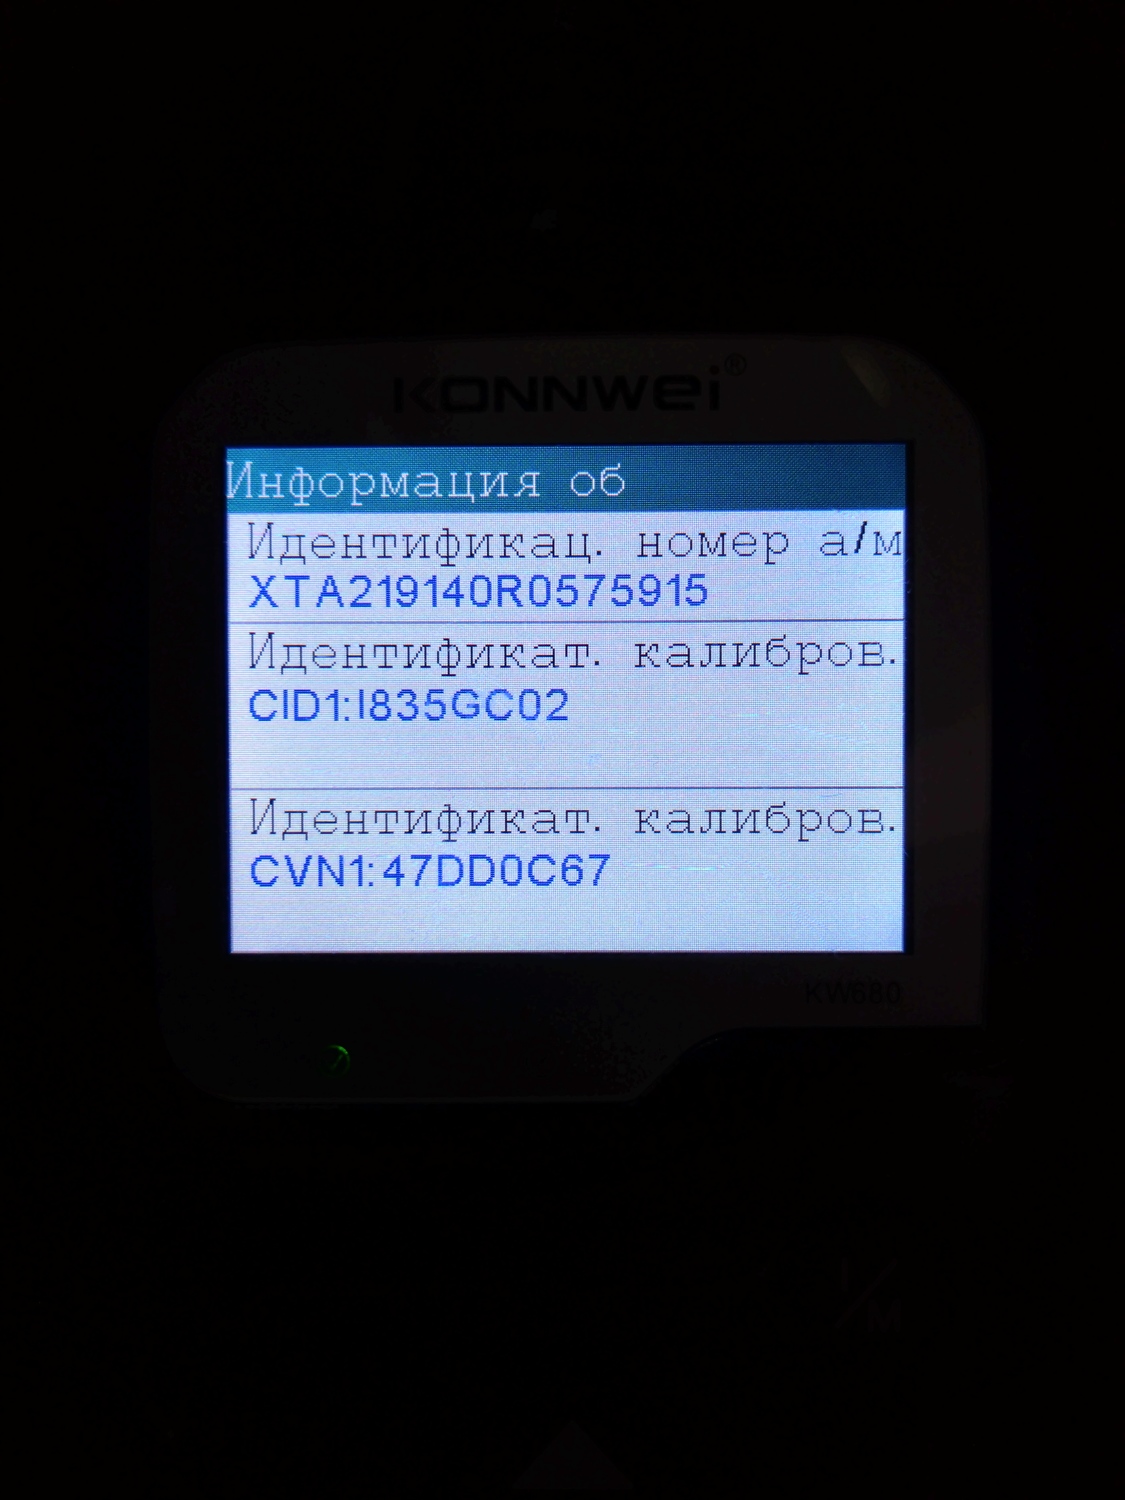 KONNWEI®
Информация об
Идентификац. номер а/м
XTA219140R0575915
Идентификат. калибров.
CID1:I835GC02
Идентификат. калибров.
CVN1:47DD0C67
KW680
I/M